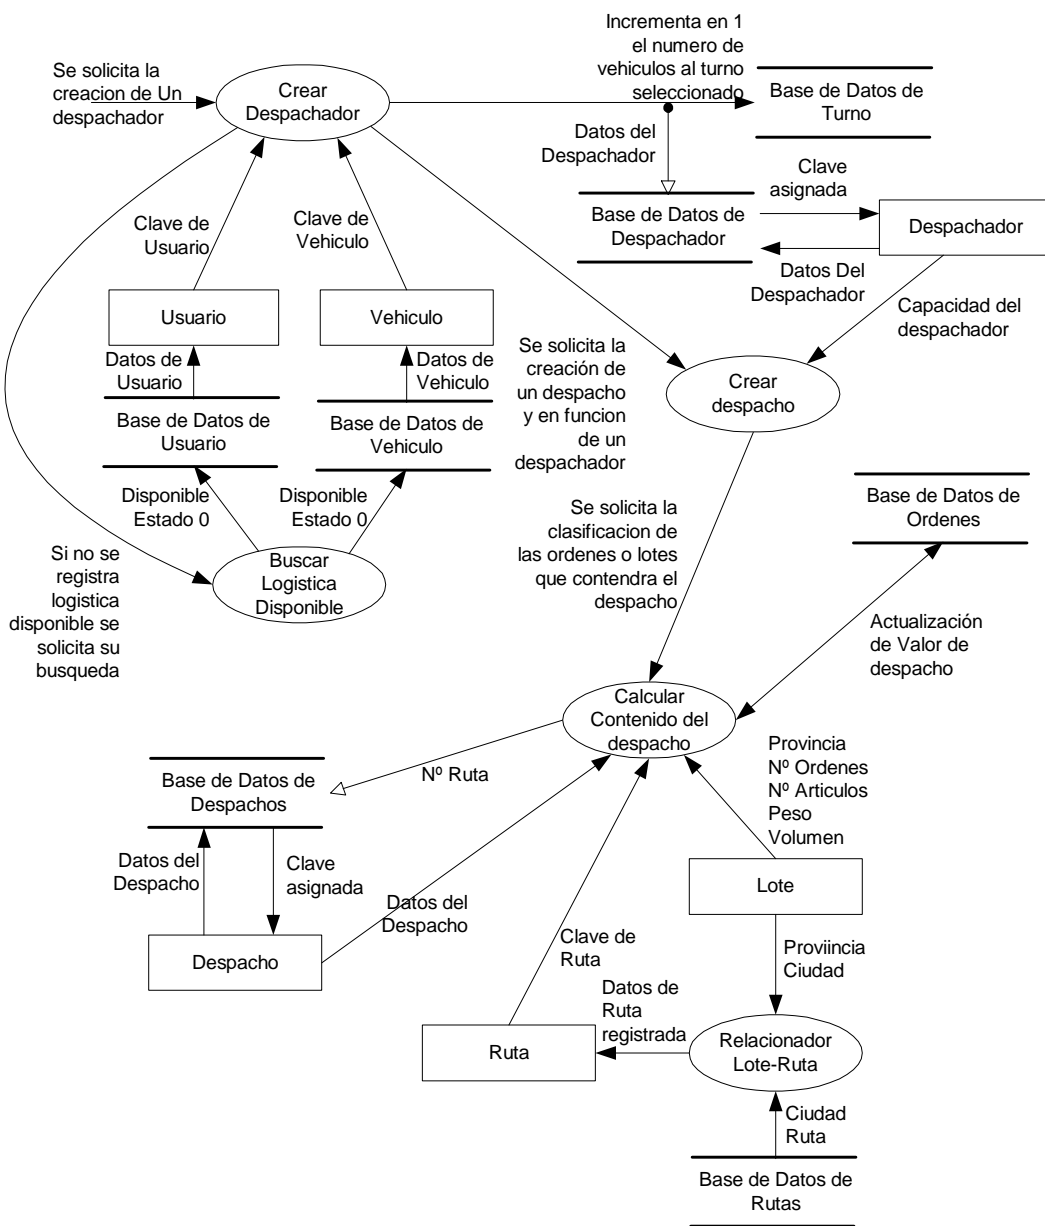 Incrementa en 1
el numero de
vehiculos al turno
seleccionado
Se solicita la
creacion de Un
despachador
Crear
Despachador
Base de Datos de
Turno
Datos del
Despachador
Clave
asignada
Base de Datos de
Despachador
Despachador
Datos Del
Despachador
Clave de
Usuario
Clave de
Vehiculo
Usuario
Vehiculo
Capacidad del
despachador
Datos de
Usuario
Datos de
Vehiculo
Se solicita la
creación de
un despacho
y en funcion
de un
despachador
Crear
despacho
Base de Datos de
Usuario
Base de Datos de
Vehiculo
Disponible
Estado 0
Disponible
Estado 0
Base de Datos de
Ordenes
Se solicita la
clasificacion de
las ordenes o lotes
que contendra el
despacho
Buscar
Logistica
Disponible
Si no se
registra
logistica
disponible se
solicita su
busqueda
Actualización
de Valor de
despacho
Calcular
Contenido del
despacho
Nº Ruta
Base de Datos de
Despachos
Provincia
Nº Ordenes
Nº Articulos
Peso
Volumen
Datos del
Despacho
Clave
asignada
Datos del
Despacho
Lote
Despacho
Clave de
Ruta
Proviincia
Ciudad
Datos de
Ruta
registrada
Ruta
Relacionador
Lote-Ruta
Ciudad
Ruta
Base de Datos de
Rutas